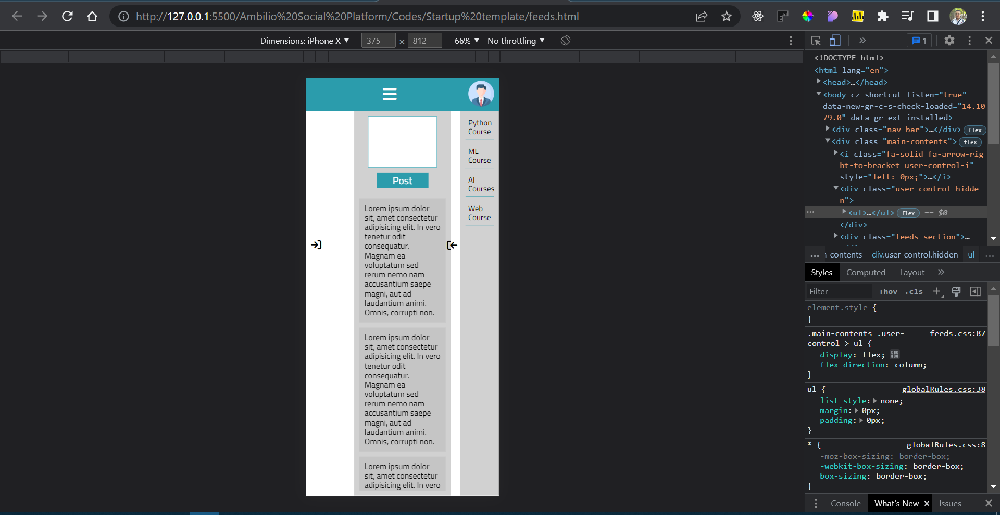 http://127.0.0.1:5500/Ambilio%20Social%20Platform/Codes/Startup%20template/feeds.html
Dimensions: iPhone X ▼ 375 × 812 66% ▼ No throttling ▼
1
Post
Lorem ipsum dolor
sit, amet consectetur
adipisicing elit. In vero
tenetur odit
consequatur.
Magnam ea
voluptatum sed
rerum nemo nam
accusantium saepe
magni, aut ad
laudantium animi.
Omnis, corrupti non.
Lorem ipsum dolor
sit, amet consectetur
adipisicing elit. In vero
tenetur odit
consequatur.
Magnam ea
voluptatum sed
rerum nemo nam
accusantium saepe
magni, aut ad
laudantium animi.
Omnis, corrupti non.
Lorem ipsum dolor
sit, amet consectetur
adipisicing elit. In vero
Python
Course
ML
Course
AI
Courses
Web
Course
<!DOCTYPE html>
<html lang="en">
<head>…</head>
<body cz-shortcut-listen="true"
data-new-gr-c-s-check-loaded="14.10
79.0" data-gr-ext-installed>
<div class="nav-bar">…</div> flex
<div class="main-contents"> flex
<i class="fa-solid fa-arrow-rig
ht-to-bracket user-control-i"
style="left: 0px;">…</i>
<div class="user-control hidde
n">
<ul>…</ul> flex == $0
</div>
<div class="feeds-section">…
… -contents div.user-control.hidden ul …
Styles Computed Layout »
Filter :hov .cls +
element.style {
}
.main-contents .user- feeds.css:87
control > ul {
display: flex;
flex-direction: column;
}
ul { globalRules.css:38
list-style: none;
margin: 0px;
padding: 0px;
}
* { globalRules.css:8
-moz-box-sizing: border-box;
-webkit-box-sizing: border-box;
box-sizing: border-box;
}
Console What's New × Issues